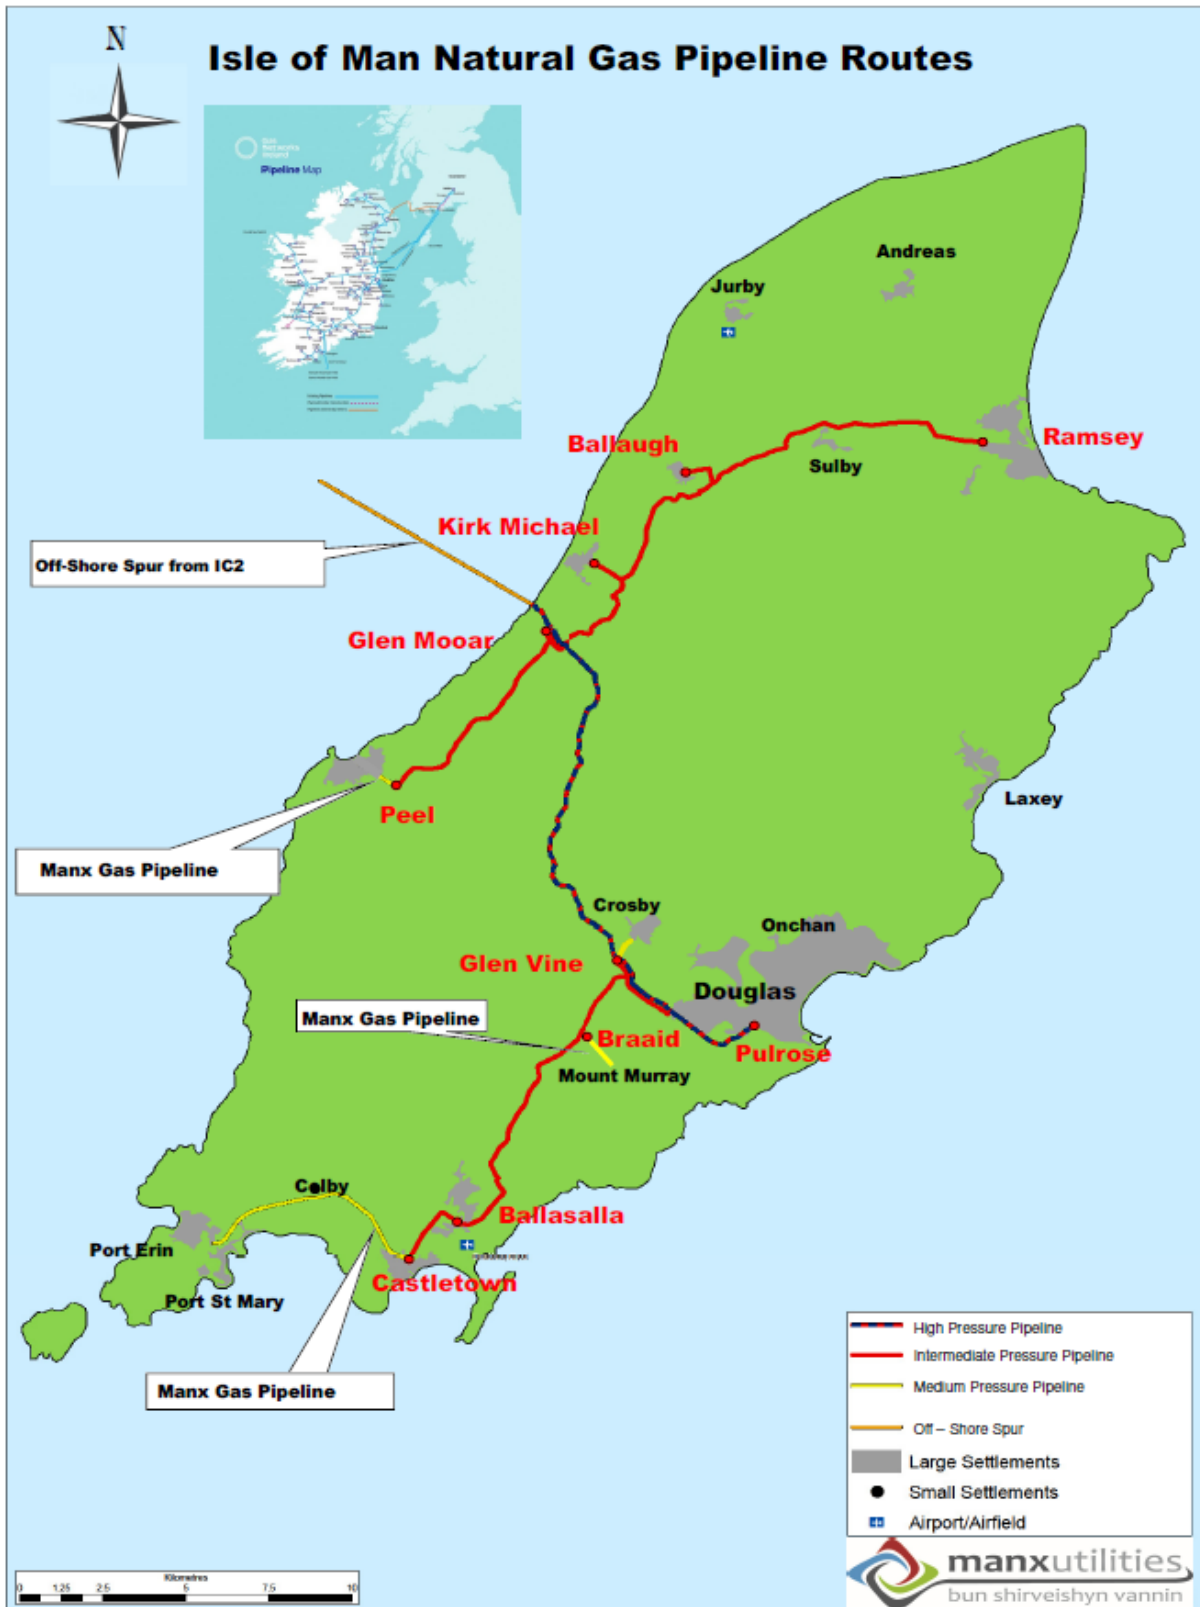 N
Isle of Man Natural Gas Pipeline Routes
Pipeline Map
Andreas
Jurby
Ballaugh
Ramsey
Sulby
Kirk Michael
Off-Shore Spur from IC2
Glen Mooar
Laxey
Peel
Manx Gas Pipeline
Crosby
Onchan
Glen Vine
Douglas
Manx Gas Pipeline
Braaid
Pulrose
Mount Murray
Colby
Ballasalla
Port Erin
Castletown
Port St Mary
Manx Gas Pipeline
High Pressure Pipeline
Intermediate Pressure Pipeline
Medium Pressure Pipeline
Off – Shore Spur
Large Settlements
Small Settlements
Airport/Airfield
manxutilities
bun shirveishyn vannin
Kilometres
0 1.25 2.5 5 7.5 10